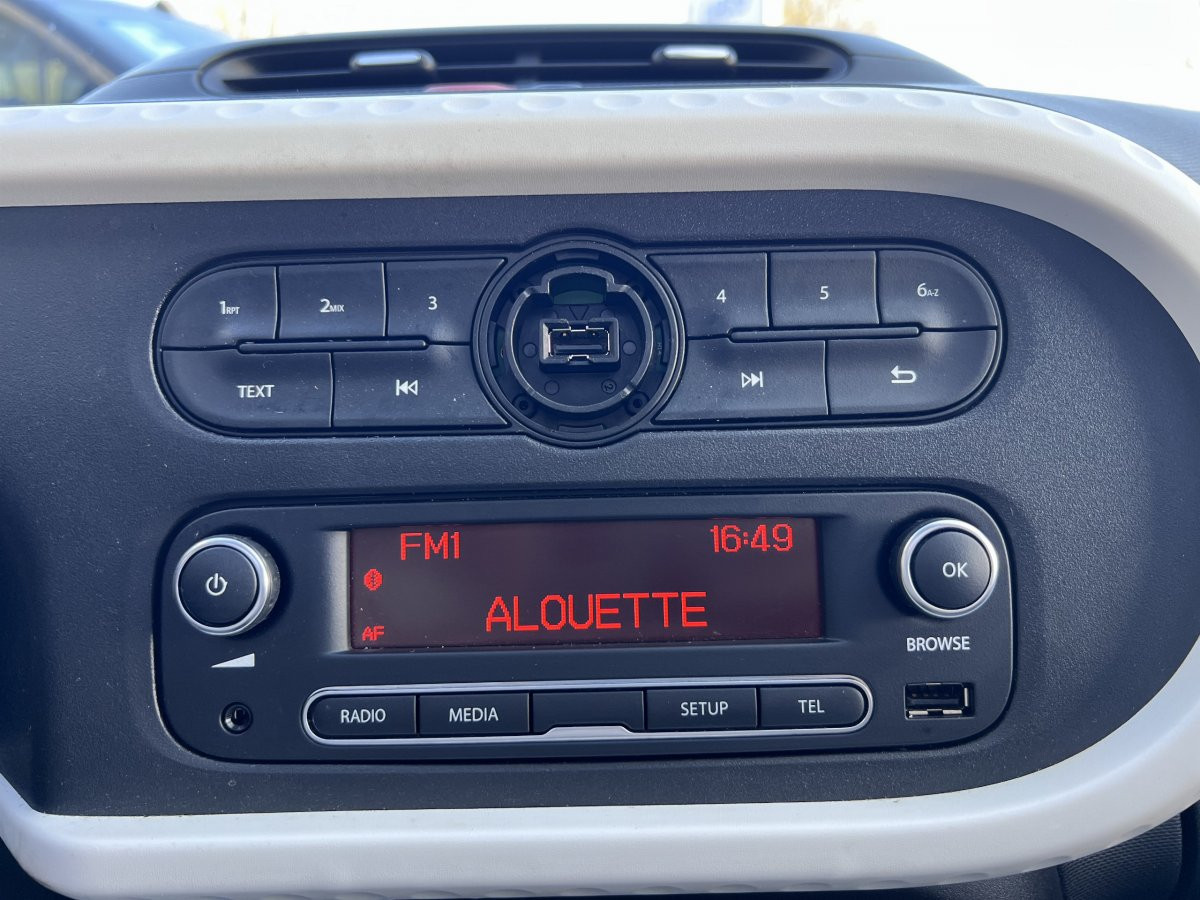 1RPT 2MIX 3 4 5 6A-Z
TEXT
FM1 16:49
AF ALOUETTE
OK
BROWSE
RADIO MEDIA SETUP TEL